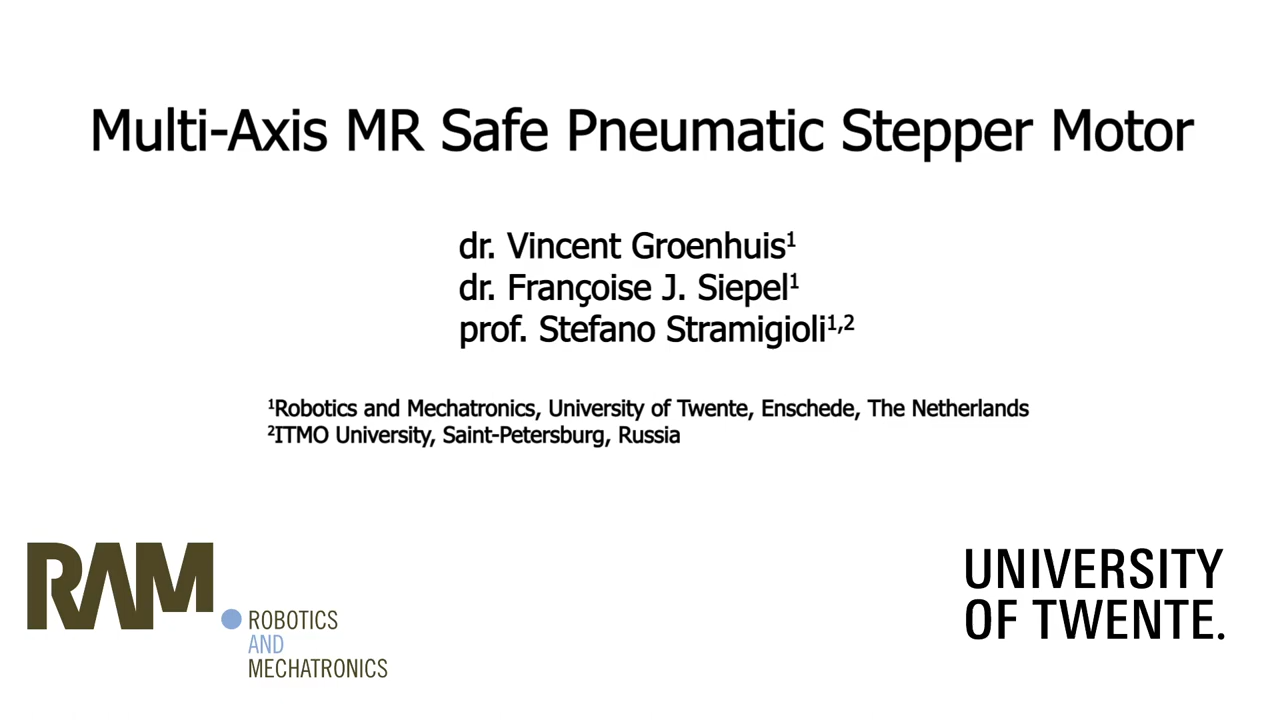 Multi-Axis MR Safe Pneumatic Stepper Motor
dr. Vincent Groenhuis¹
dr. Françoise J. Siepel¹
prof. Stefano Stramigioli¹,²
¹Robotics and Mechatronics, University of Twente, Enschede, The Netherlands
²ITMO University, Saint-Petersburg, Russia
RAM.
ROBOTICS
AND
MECHATRONICS
UNIVERSITY
OF TWENTE.